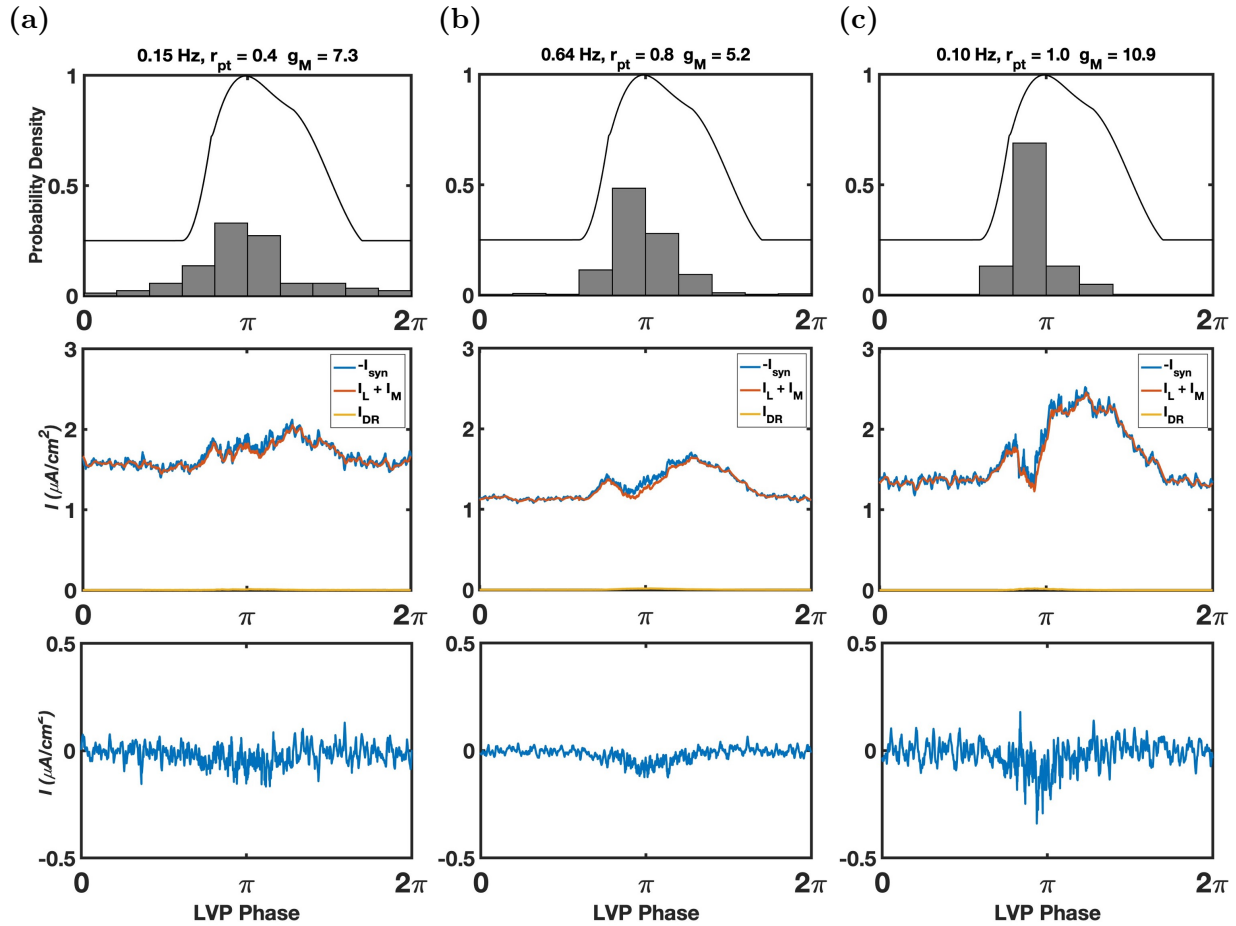 (a)
0.15 Hz, r_pt = 0.4 g_M = 7.3
Probability Density
1
0.5
0
0
π
2π
I (μA/cm²)
3
2
1
0
-I_syn
I_L + I_M
I_DR
0
π
2π
I (μA/cm²)
0.5
0
-0.5
0
π
2π
LVP Phase
(b)
0.64 Hz, r_pt = 0.8 g_M = 5.2
1
0.5
0
0
π
2π
3
2
1
0
-I_syn
I_L + I_M
I_DR
0
π
2π
0.5
0
-0.5
0
π
2π
LVP Phase
(c)
0.10 Hz, r_pt = 1.0 g_M = 10.9
1
0.5
0
0
π
2π
3
2
1
0
-I_syn
I_L + I_M
I_DR
0
π
2π
0.5
0
-0.5
0
π
2π
LVP Phase